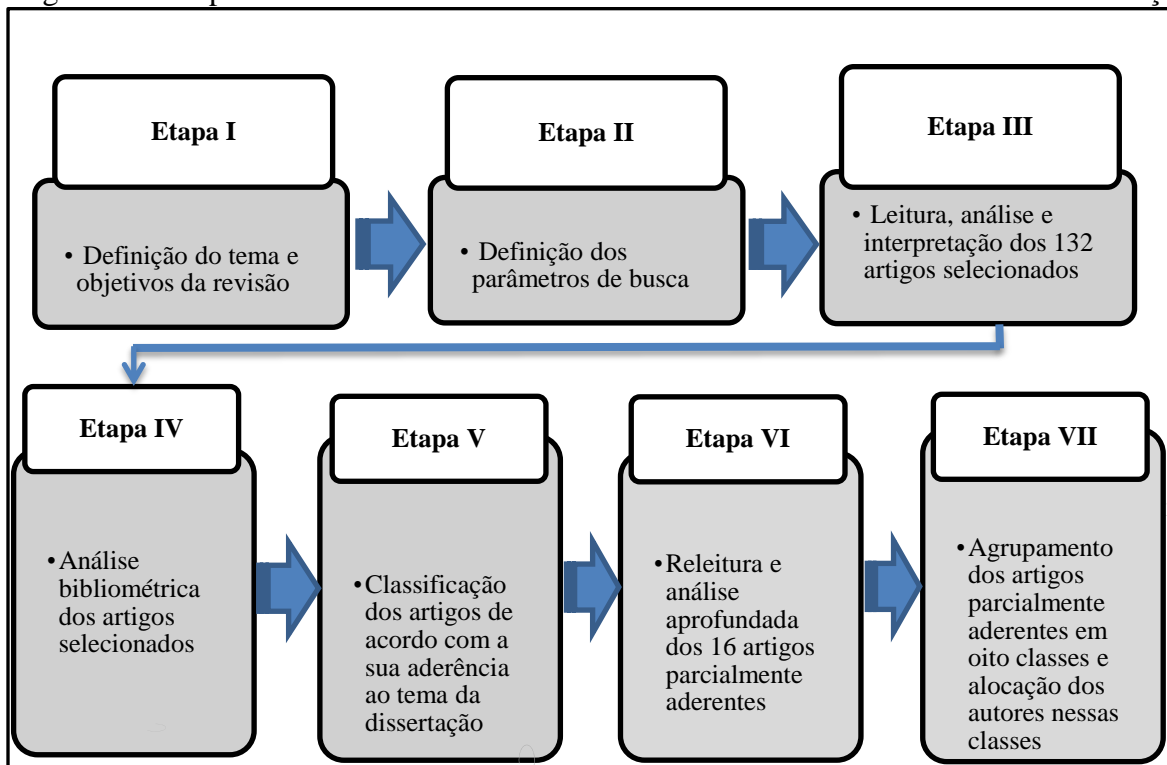 Etapa I
• Definição do tema e
objetivos da revisão
Etapa II
• Definição dos
parâmetros de busca
Etapa III
• Leitura, análise e
interpretação dos 132
artigos selecionados
Etapa IV
• Análise
bibliométrica
dos artigos
selecionados
Etapa V
• Classificação
dos artigos de
acordo com a
sua aderência
ao tema da
dissertação
Etapa VI
• Releitura e
análise
aprofundada
dos 16 artigos
parcialmente
aderentes
Etapa VII
• Agrupamento
dos artigos
parcialmente
aderentes em
oito classes e
alocação dos
autores nessas
classes